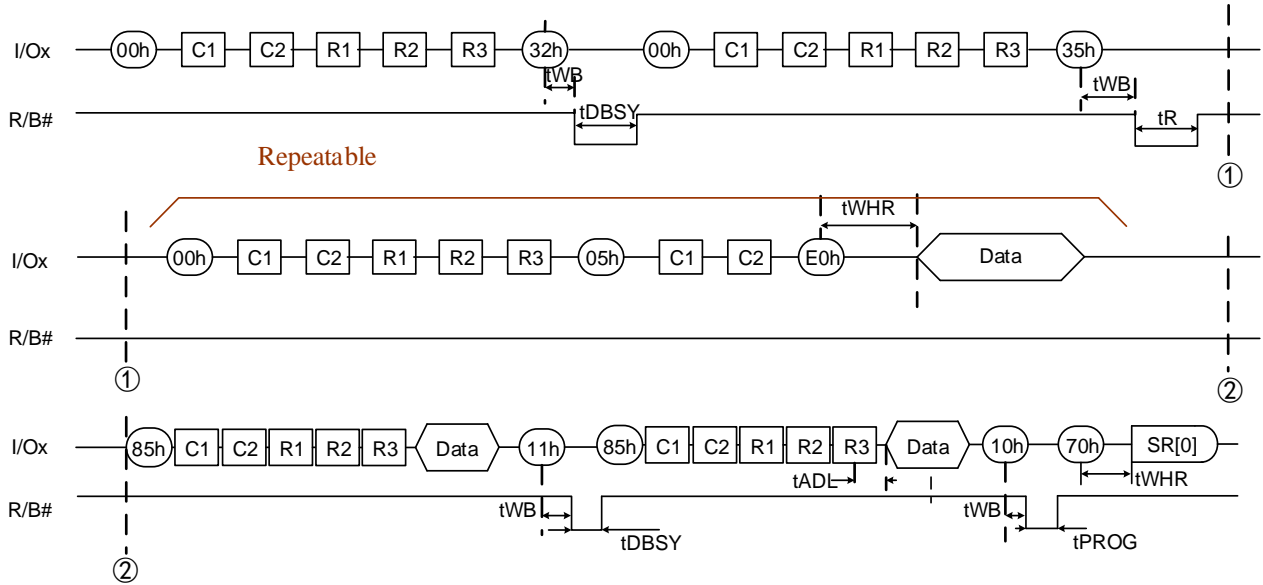 I/Ox 00h C1 C2 R1 R2 R3 32h 00h C1 C2 R1 R2 R3 35h
tWB tWB
R/B# tDBSY tR
Repeatable
①
tWHR
I/Ox 00h C1 C2 R1 R2 R3 05h C1 C2 E0h Data
R/B#
① ②
I/Ox 85h C1 C2 R1 R2 R3 Data 11h 85h C1 C2 R1 R2 R3 Data 10h 70h SR[0]
tADL tWHR
R/B# tWB tWB
tDBSY tPROG
②